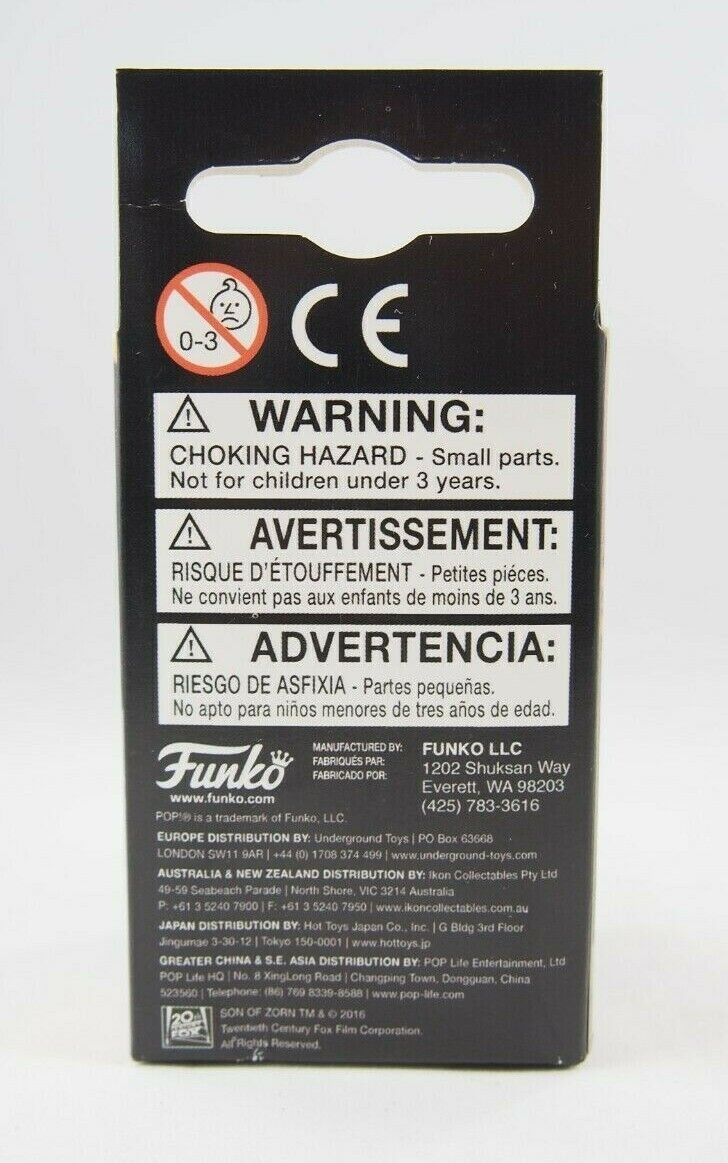 0-3
CE
WARNING:
CHOKING HAZARD - Small parts.
Not for children under 3 years.
AVERTISSEMENT:
RISQUE D'ÉTOUFFEMENT - Petites piéces.
Ne convient pas aux enfants de moins de 3 ans.
ADVERTENCIA:
RIESGO DE ASFIXIA - Partes pequeñas.
No apto para niños menores de tres años de edad.
Funko
www.funko.com
MANUFACTURED BY:
FABRIQUÉS PAR:
FABRICADO POR:
FUNKO LLC
1202 Shuksan Way
Everett, WA 98203
(425) 783-3616
POP!® is a trademark of Funko, LLC.
EUROPE DISTRIBUTION BY: Underground Toys | PO Box 63668
LONDON SW11 9AR | +44 (0) 1708 374 499 | www.underground-toys.com
AUSTRALIA & NEW ZEALAND DISTRIBUTION BY: Ikon Collectables Pty Ltd
49-59 Seabeach Parade | North Shore, VIC 3214 Australia
P: +61 3 5240 7900 | F: +61 3 5240 7950 | www.ikoncollectables.com.au
JAPAN DISTRIBUTION BY: Hot Toys Japan Co., Inc. | G Bldg 3rd Floor
Jingumae 3-30-12 | Tokyo 150-0001 | www.hottoys.jp
GREATER CHINA & S.E. ASIA DISTRIBUTION BY: POP Life Entertainment, Ltd
POP Life HQ | No. 8 XingLong Road | Changping Town, Dongguan, China
523560 | Telephone: (86) 769 8339-8588 | www.pop-life.com
20th CENTURY FOX
SON OF ZORN TM & © 2016
Twentieth Century Fox Film Corporation.
All Rights Reserved.